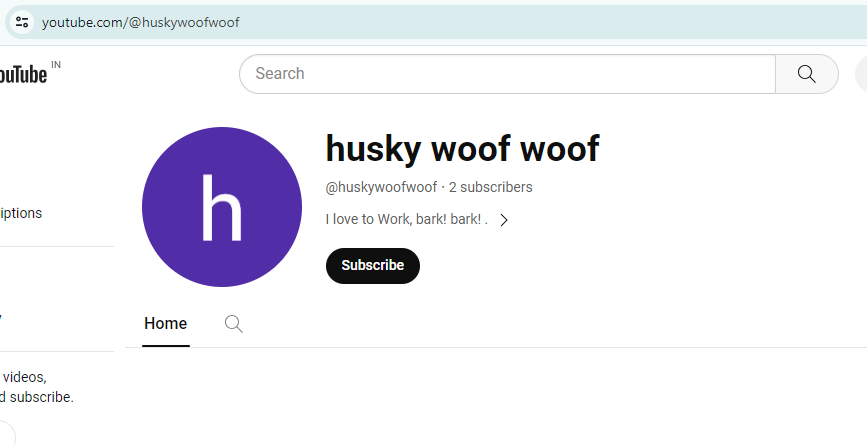 youtube.com/@huskywoofwoof
ouTube IN
Search
h
husky woof woof
@huskywoofwoof · 2 subscribers
I love to Work, bark! bark! .
Subscribe
iptions
Home
videos,
d subscribe.